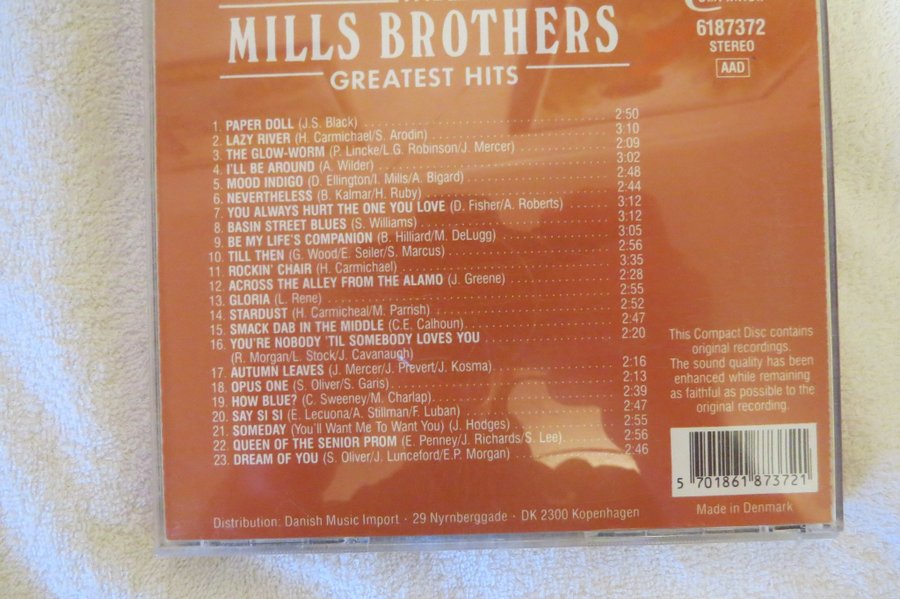 MILLS BROTHERS
GREATEST HITS
6187372
STEREO
AAD
1. PAPER DOLL (J.S. Black) 2:50
2. LAZY RIVER (H. Carmichael/S. Arodin) 3:10
3. THE GLOW-WORM (P. Lincke/L.G. Robinson/J. Mercer) 2:09
4. I'LL BE AROUND (A. Wilder) 3:02
5. MOOD INDIGO (D. Ellington/I. Mills/A. Bigard) 2:48
6. NEVERTHELESS (B. Kalmar/H. Ruby) 2:44
7. YOU ALWAYS HURT THE ONE YOU LOVE (D. Fisher/A. Roberts) 3:12
8. BASIN STREET BLUES (S. Williams) 3:12
9. BE MY LIFE'S COMPANION (B. Hilliard/M. DeLugg) 3:05
10. TILL THEN (G. Wood/E. Seiler/S. Marcus) 2:56
11. ROCKIN' CHAIR (H. Carmichael) 3:35
12. ACROSS THE ALLEY FROM THE ALAMO (J. Greene) 2:28
13. GLORIA (L. Rene) 2:55
14. STARDUST (H. Carmicheal/M. Parrish) 2:52
15. SMACK DAB IN THE MIDDLE (C.E. Calhoun) 2:47
16. YOU'RE NOBODY 'TIL SOMEBODY LOVES YOU 2:20
(R. Morgan/L. Stock/J. Cavanaugh)
17. AUTUMN LEAVES (J. Mercer/J. Prevert/J. Kosma) 2:16
18. OPUS ONE (S. Oliver/S. Garis) 2:13
19. HOW BLUE? (C. Sweeney/M. Charlap) 2:39
20. SAY SI SI (E. Lecuona/A. Stillman/F. Luban) 2:47
21. SOMEDAY (You'll Want Me To Want You) (J. Hodges) 2:55
22. QUEEN OF THE SENIOR PROM (E. Penney/J. Richards/S. Lee) 2:56
23. DREAM OF YOU (S. Oliver/J. Lunceford/E.P. Morgan) 2:46
This Compact Disc contains
original recordings.
The sound quality has been
enhanced while remaining
as faithful as possible to the
original recording.
5 701861 873721
Made in Denmark
Distribution: Danish Music Import · 29 Nyrnberggade · DK 2300 Kopenhagen